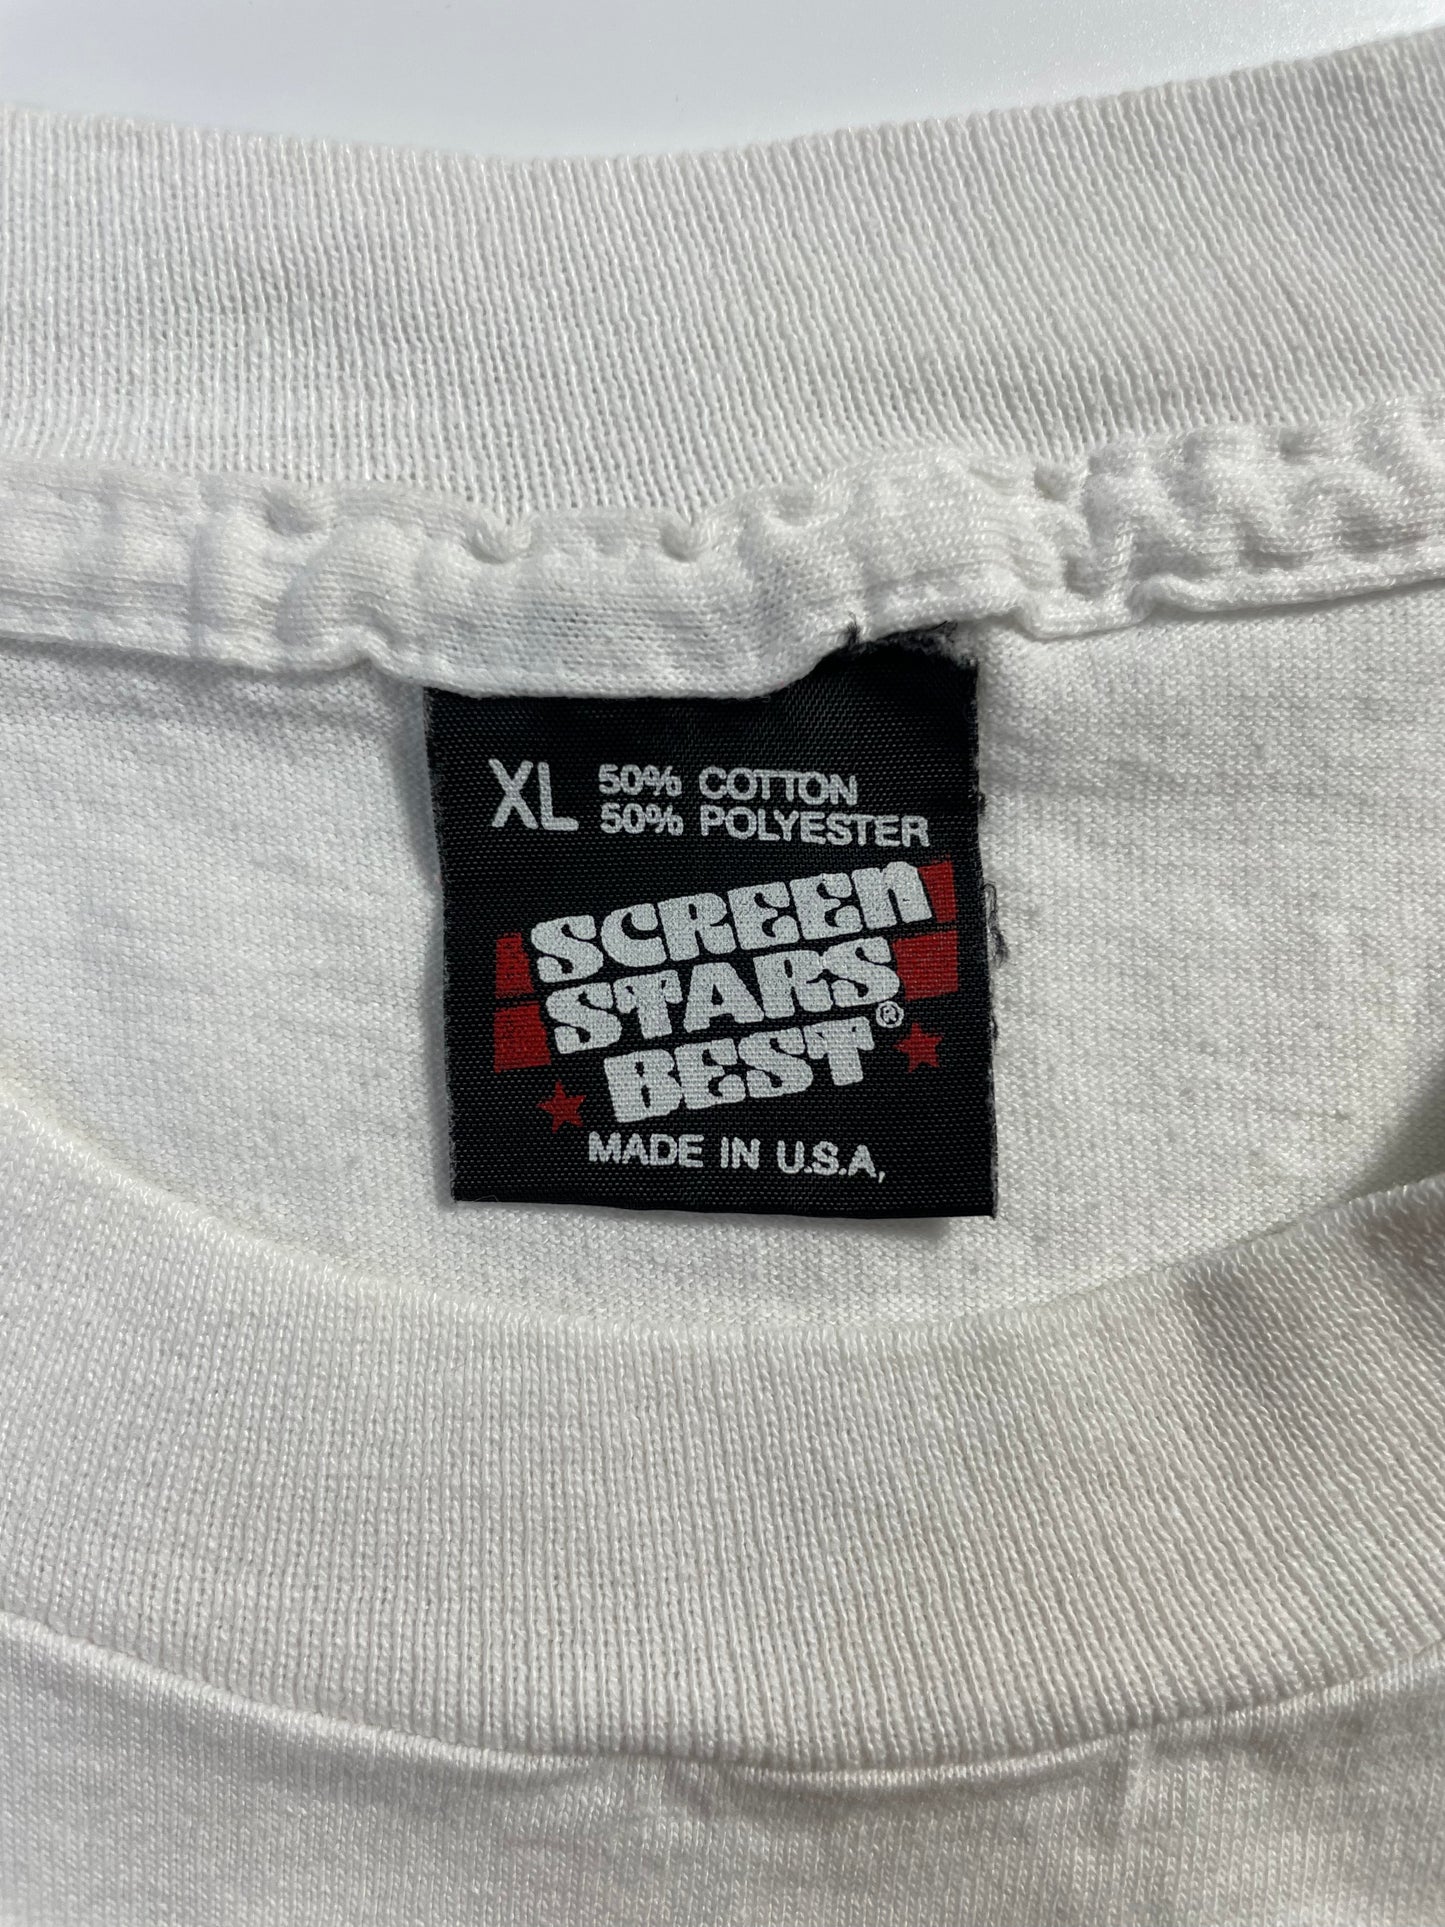 XL 50% COTTON
50% POLYESTER
SCREEN
STARS
BEST®
MADE IN U.S.A,